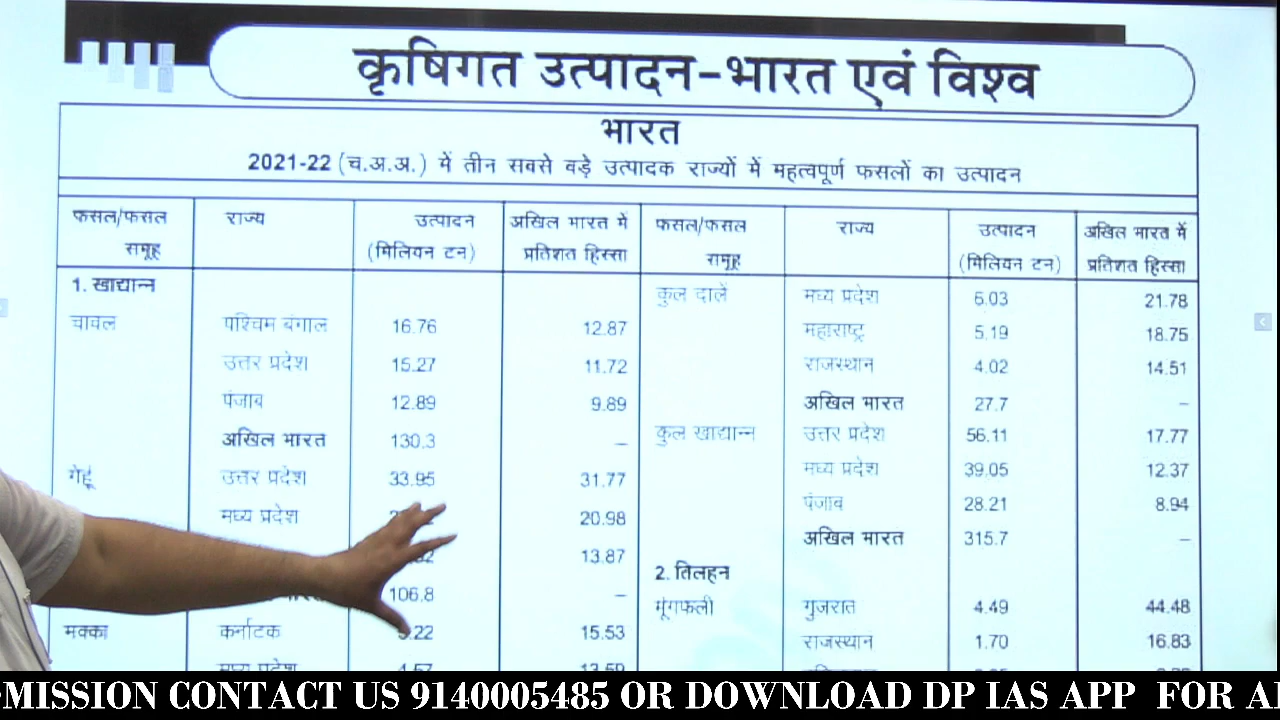 कृषिगत उत्पादन-भारत एवं विश्व
भारत
2021-22 (च.अ.अ.) में तीन सबसे बड़े उत्पादक राज्यों में महत्वपूर्ण फसलों का उत्पादन
फसल/फसल समूह राज्य उत्पादन (मिलियन टन) अखिल भारत में प्रतिशत हिस्सा
1. खाद्यान्न
चावल पश्चिम बंगाल 16.76 12.87
उत्तर प्रदेश 15.27 11.72
पंजाब 12.89 9.89
अखिल भारत 130.3 –
गेहूं उत्तर प्रदेश 33.95 31.77
मध्य प्रदेश 20.98
13.87
106.8 –
मक्का कर्नाटक .22 15.53
मध्य प्रदेश 4.57 13.59
फसल/फसल समूह राज्य उत्पादन (मिलियन टन) अखिल भारत में प्रतिशत हिस्सा
कुल दालें मध्य प्रदेश 6.03 21.78
महाराष्ट्र 5.19 18.75
राजस्थान 4.02 14.51
अखिल भारत 27.7 –
कुल खाद्यान्न उत्तर प्रदेश 56.11 17.77
मध्य प्रदेश 39.05 12.37
पंजाब 28.21 8.94
अखिल भारत 315.7 –
2. तिलहन
मूंगफली गुजरात 4.49 44.48
राजस्थान 1.70 16.83
MISSION CONTACT US 9140005485 OR DOWNLOAD DP IAS APP FOR